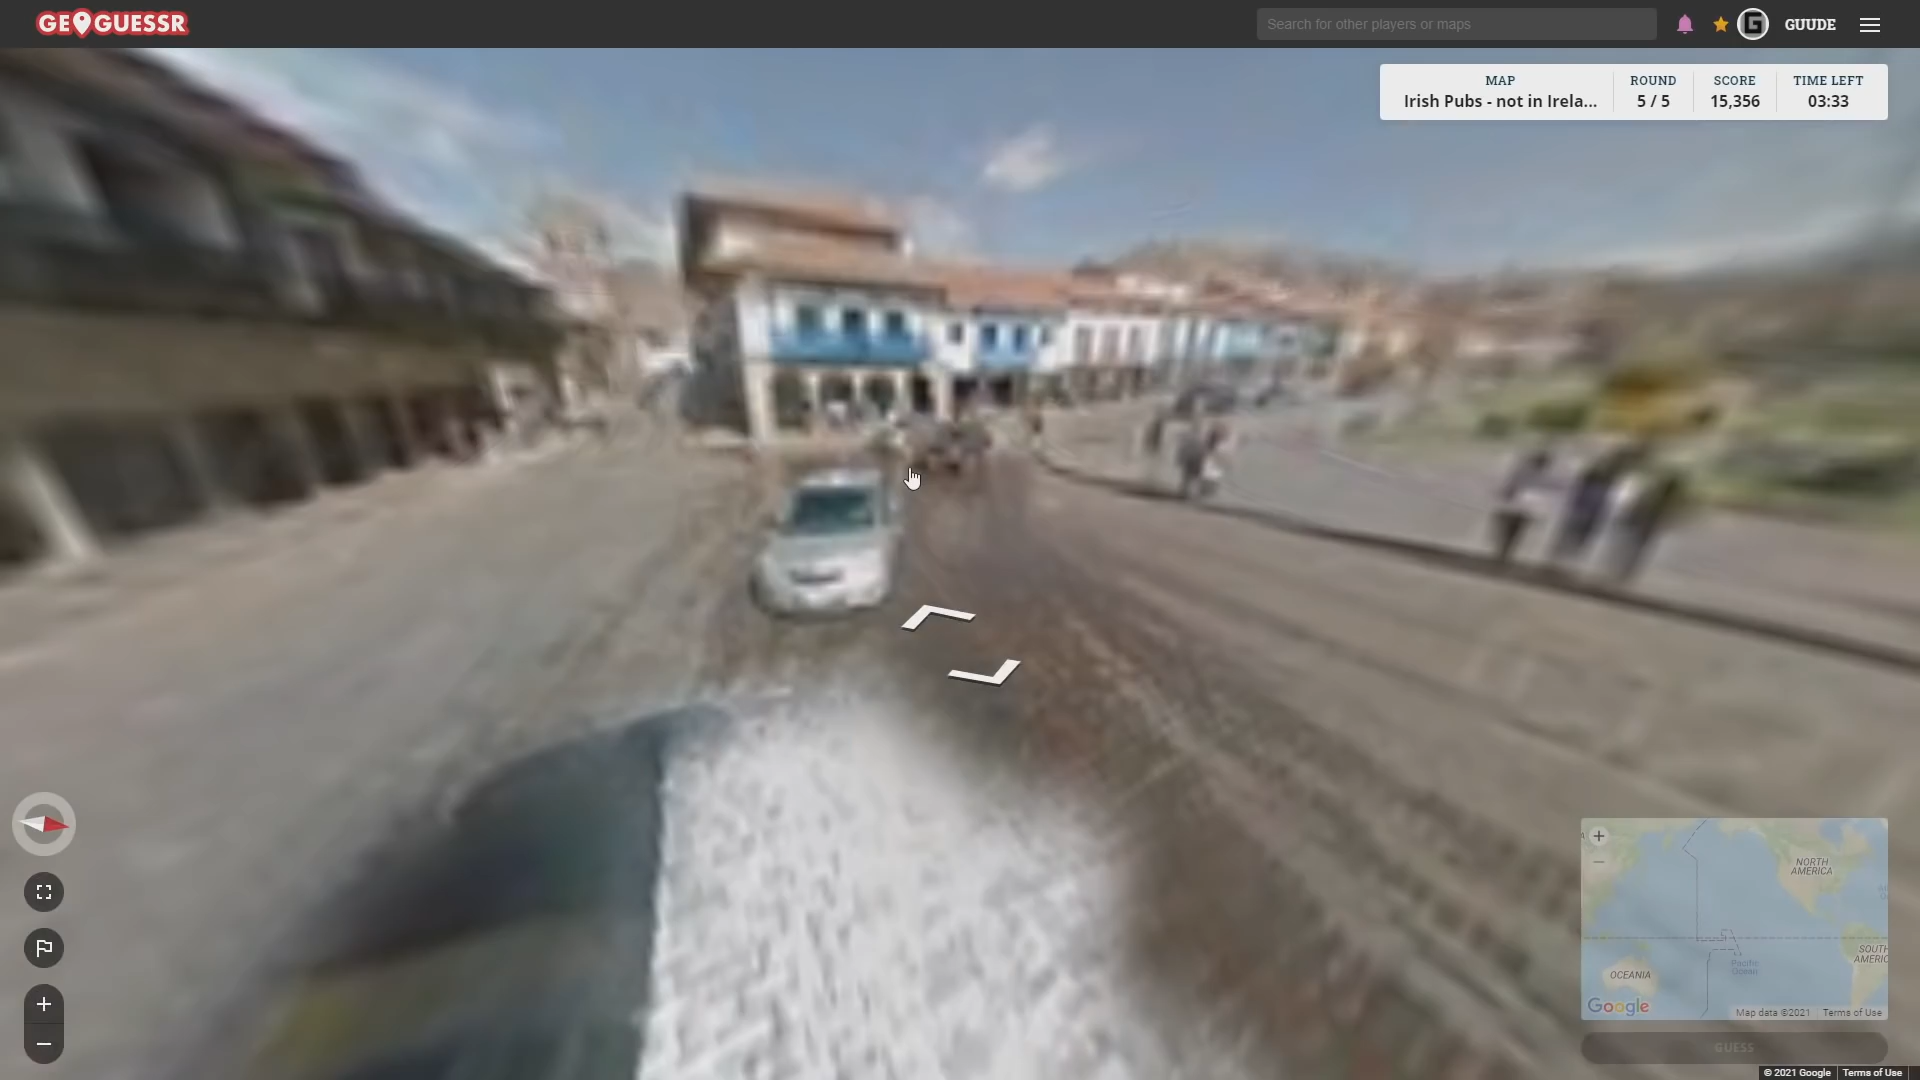 GEOGUESSR
Search for other players or maps
GUUDE
MAP
Irish Pubs - not in Irela...
ROUND
5 / 5
SCORE
15,356
TIME LEFT
03:33
NORTH
AMERICA
SOUTH
AMERIC
Pacific
Ocean
OCEANIA
Google
Map data ©2021
Terms of Use
GUESS
© 2021 Google
Terms of Use